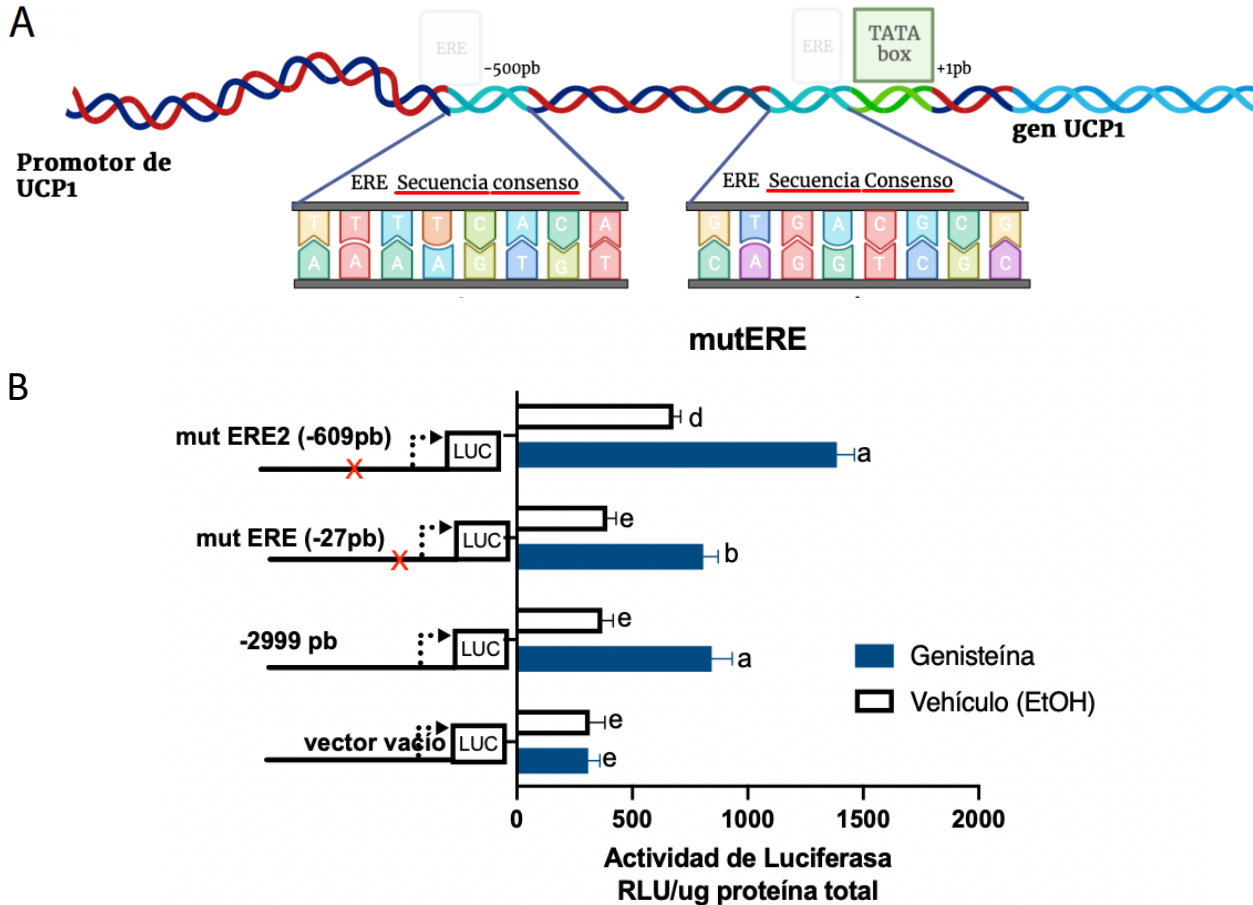 A
ERE
-500pb
ERE
TATA
box
+1pb
gen UCP1
Promotor de
UCP1
ERE Secuencia consenso
ERE Secuencia Consenso
T T T T C A C A
A A A A G T G T
G T G A C G C G
C A G G T C G C
mutERE
B
mut ERE2 (-609pb)
LUC
d
a
mut ERE (-27pb)
LUC
e
b
-2999 pb
LUC
e
a
vector vacío
LUC
e
e
Genisteína
Vehículo (EtOH)
0 500 1000 1500 2000
Actividad de Luciferasa
RLU/ug proteína total